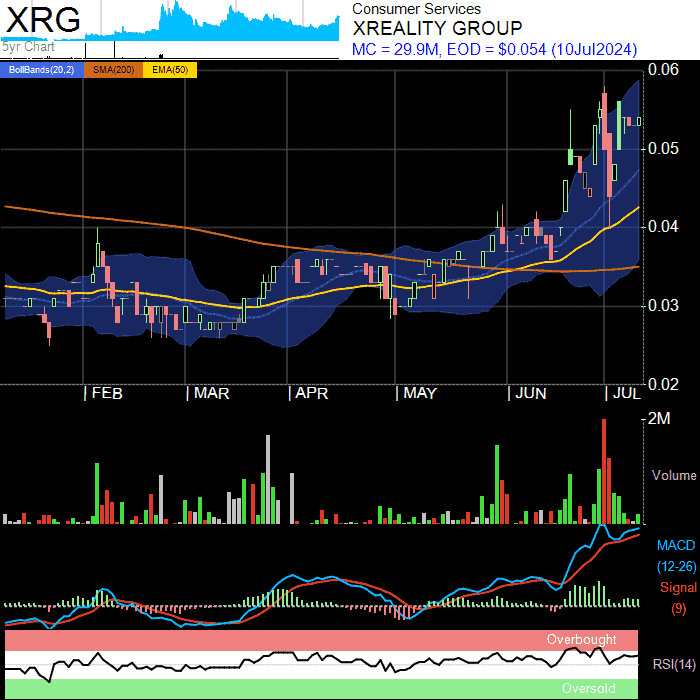 XRG
5yr Chart
Consumer Services
XREALITY GROUP
MC = 29.9M, EOD = $0.054 (10Jul2024)
BollBands(20,2) SMA(200) EMA(50)
0.06
0.05
0.04
0.03
0.02
FEB MAR APR MAY JUN JUL
2M
Volume
MACD
(12-26)
Signal
(9)
Overbought
RSI(14)
Oversold